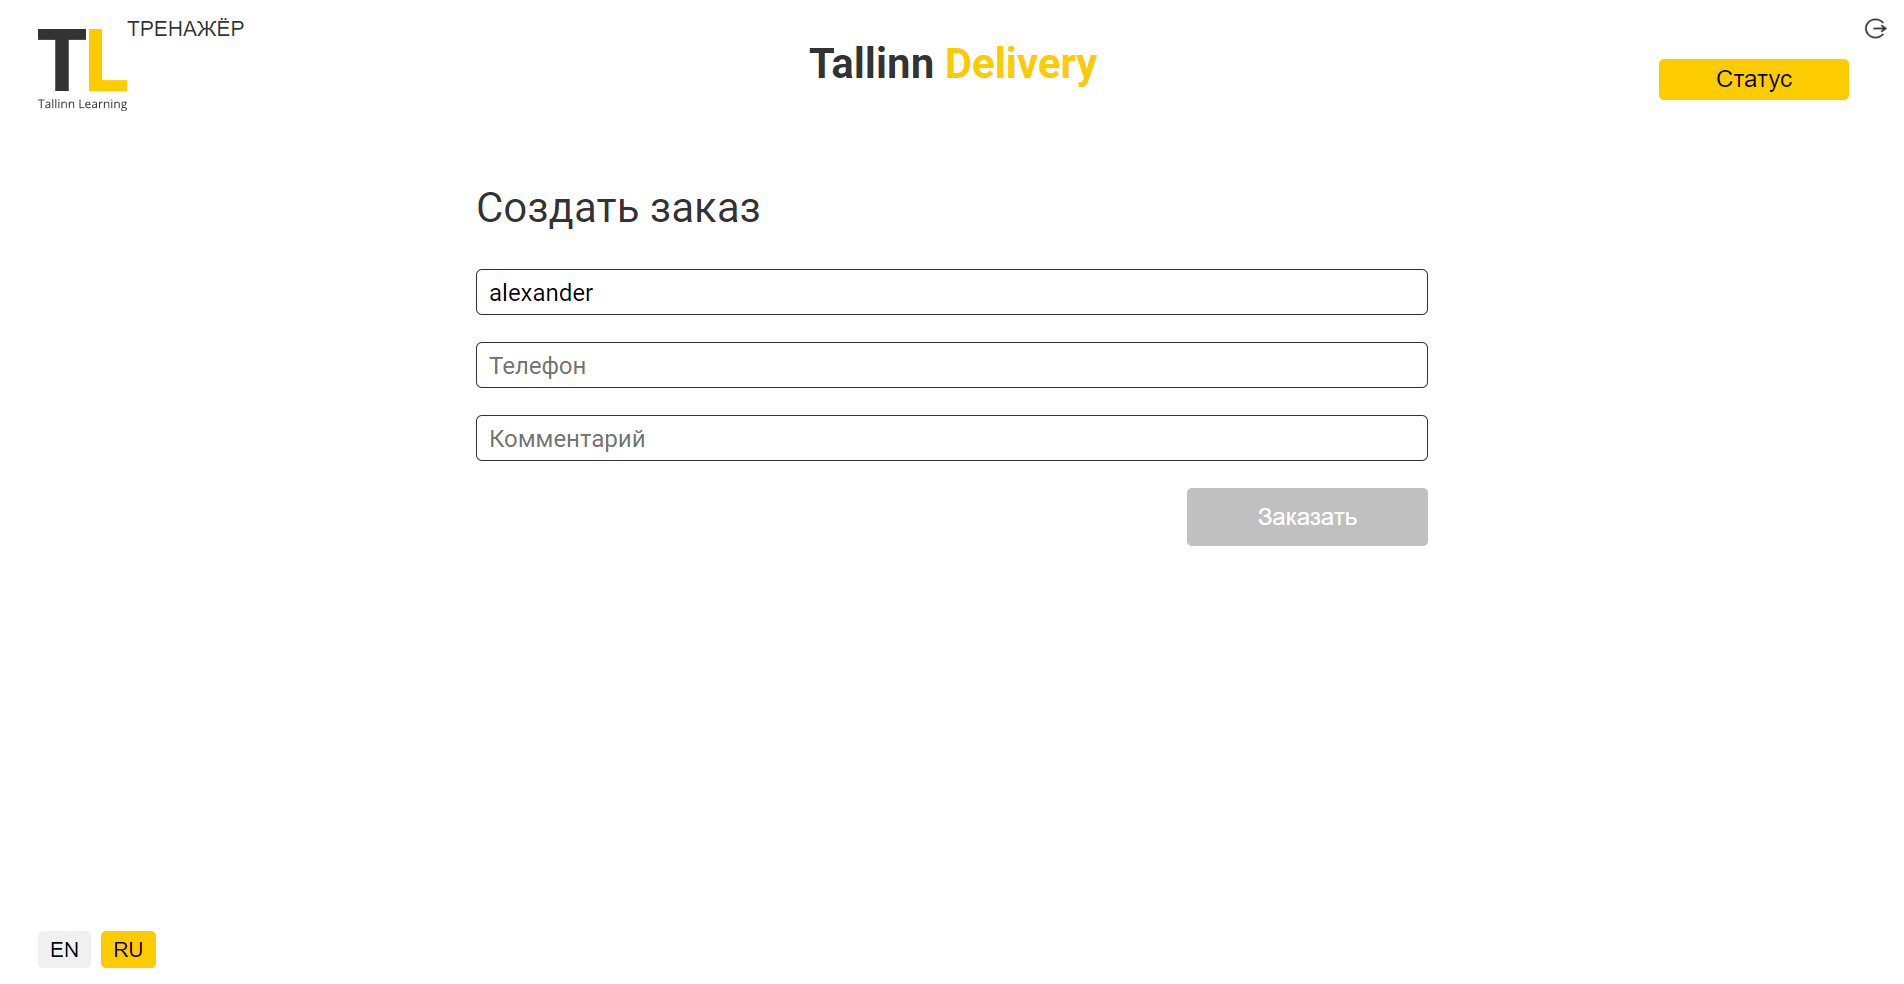 TL
ТРЕНАЖЁР
Tallinn Learning
Tallinn Delivery
Статус
Создать заказ
alexander
Телефон
Комментарий
Заказать
EN
RU